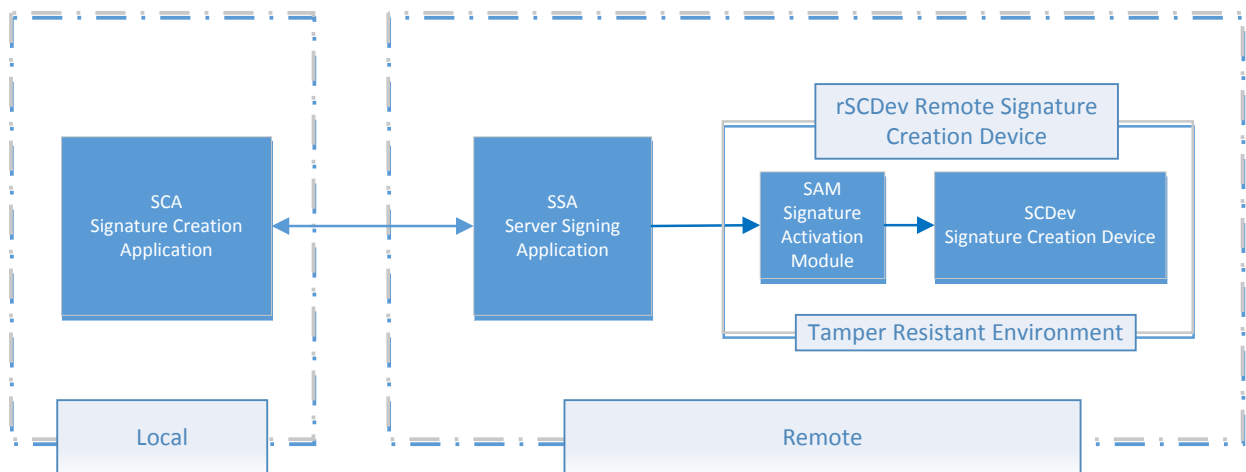 SCA
Signature Creation
Application
SSA
Server Signing
Application
rSCDev Remote Signature
Creation Device
SAM
Signature
Activation
Module
SCDev
Signature Creation Device
Tamper Resistant Environment
Local
Remote